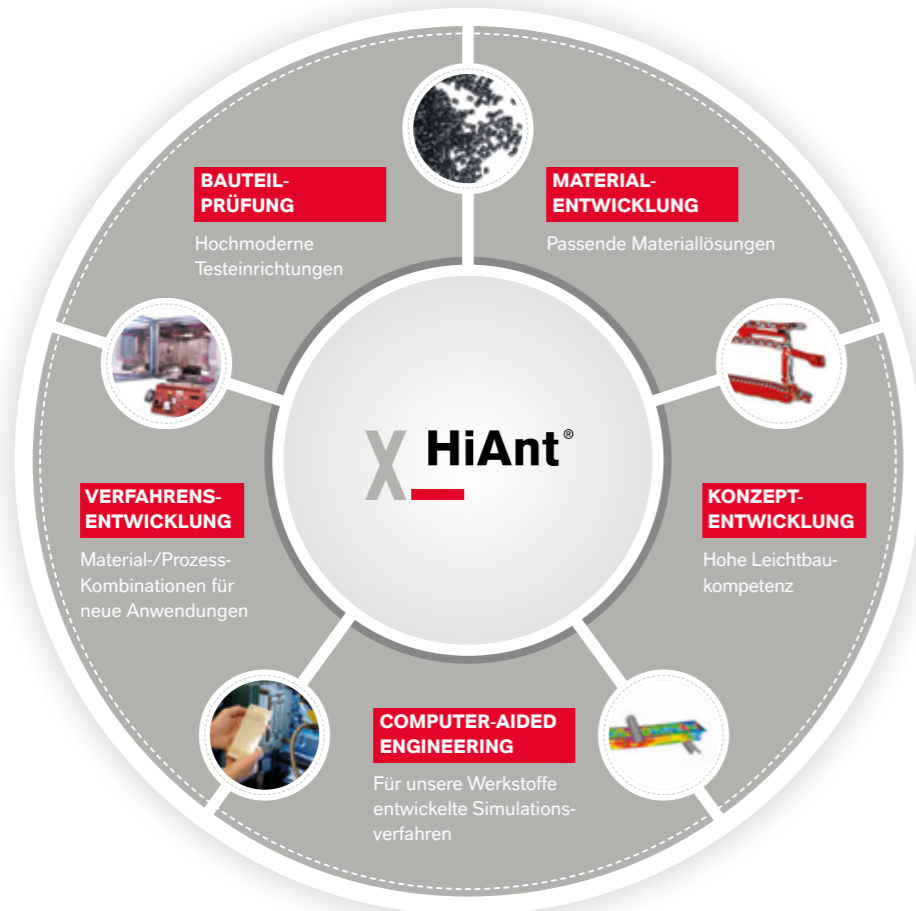 BAUTEIL-
PRÜFUNG
Hochmoderne
Testeinrichtungen
MATERIAL-
ENTWICKLUNG
Passende Materiallösungen
X HiAnt®
VERFAHRENS-
ENTWICKLUNG
Material-/Prozess-
Kombinationen für
neue Anwendungen
KONZEPT-
ENTWICKLUNG
Hohe Leichtbau-
kompetenz
COMPUTER-AIDED
ENGINEERING
Für unsere Werkstoffe
entwickelte Simulations-
verfahren